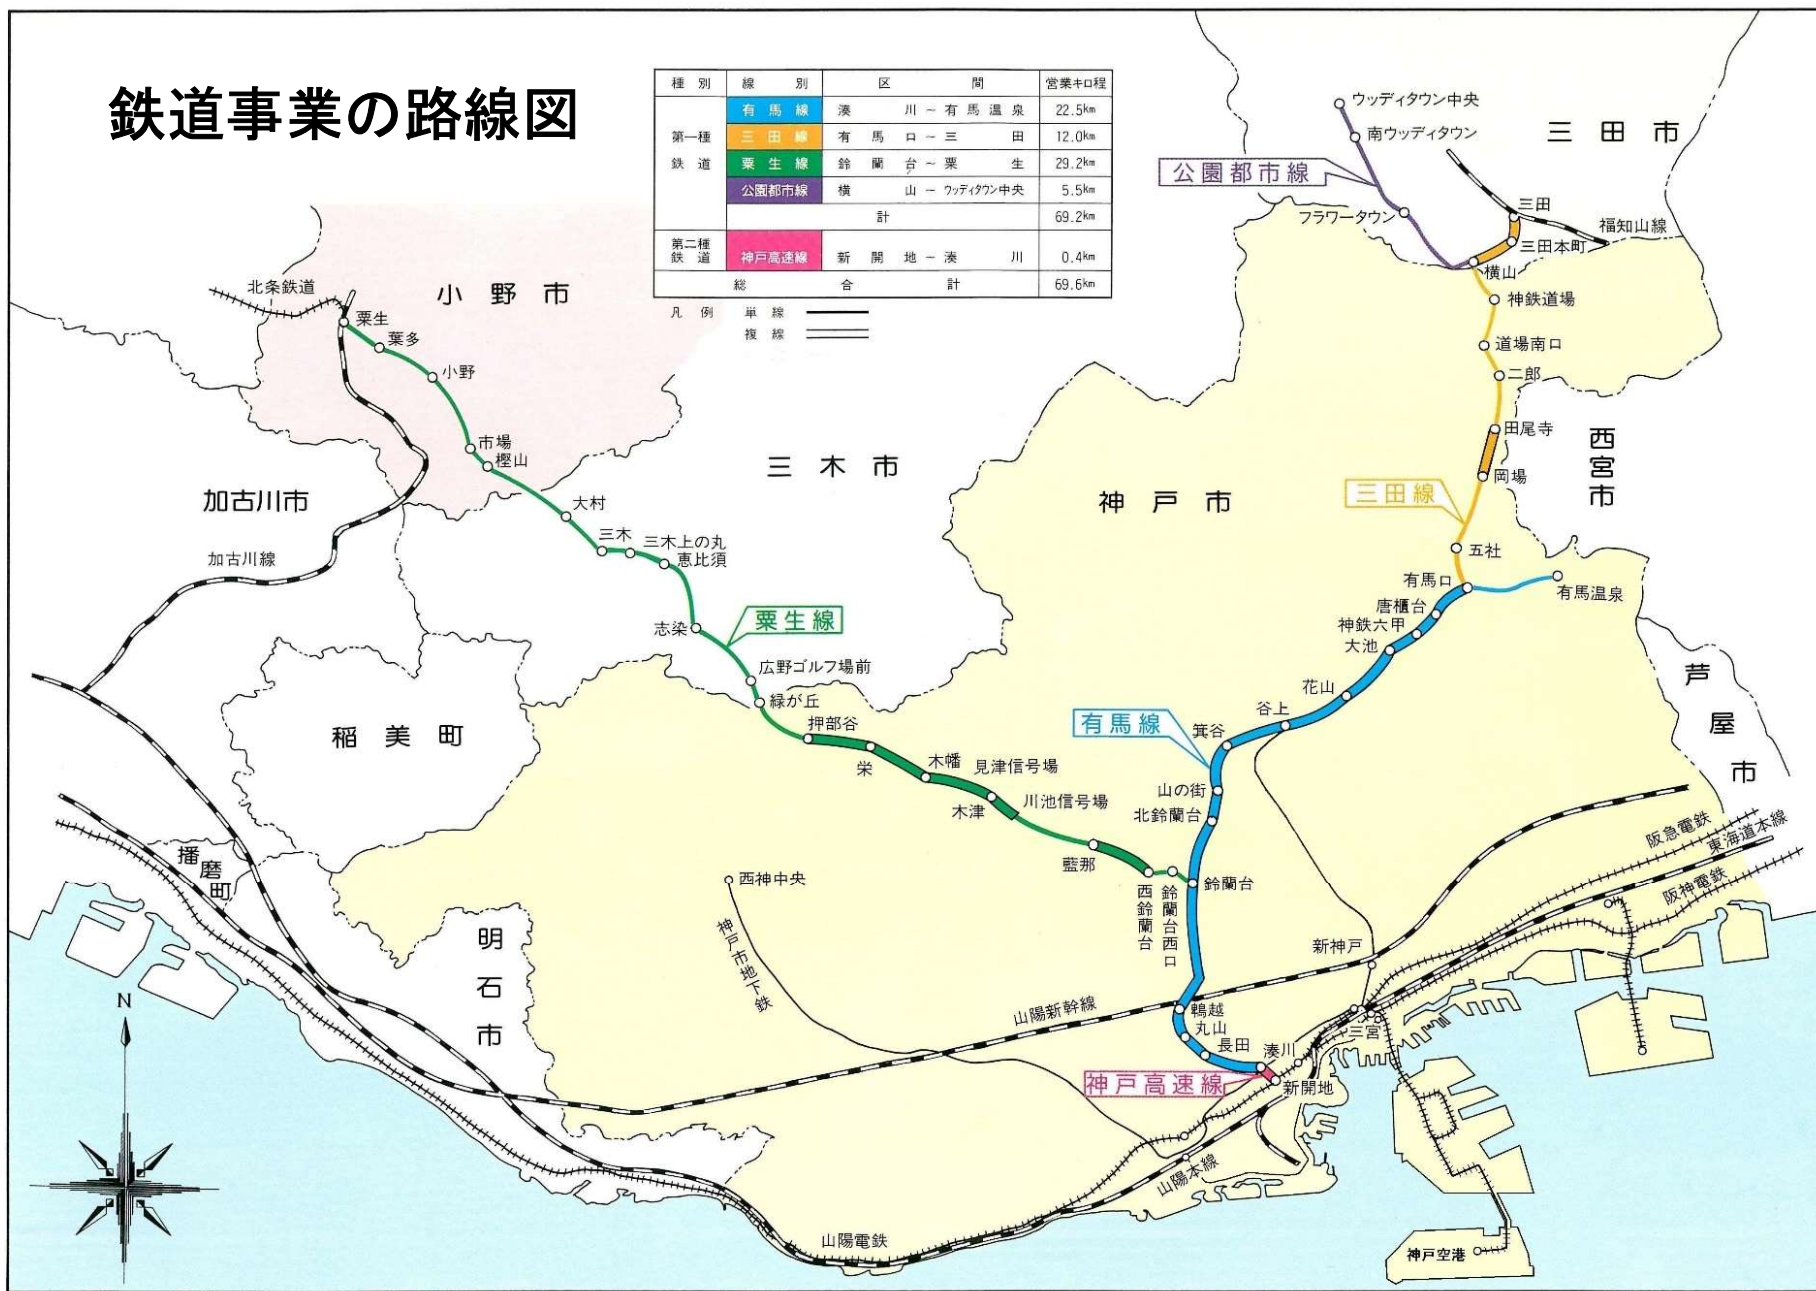 鉄道事業の路線図
種別 線別 区間 営業キロ程
有馬線 湊川~有馬温泉 22.5km
第一種 三田線 有馬口~三田 12.0km
鉄道 粟生線 鈴蘭台~粟生 29.2km
公園都市線 横山~ウッディタウン中央 5.5km
計 69.2km
第二種
鉄道 神戸高速線 新開地~湊川 0.4km
総合計 69.6km
凡例 単線
複線
ウッディタウン中央
南ウッディタウン
三田市
公園都市線
フラワータウン
三田
福知山線
三田本町
横山
神鉄道場
道場南口
二郎
田尾寺
岡場
西宮市
三田線
五社
有馬口
有馬温泉
唐櫃台
神鉄六甲
大池
花山
谷上
箕谷
有馬線
山の街
北鈴蘭台
鈴蘭台
鈴蘭台西口
西鈴蘭台
藍那
川池信号場
見津信号場
木津
木幡
栄
押部谷
緑が丘
広野ゴルフ場前
粟生線
志染
恵比須
三木上の丸
三木
大村
樫山
市場
小野
葉多
粟生
北条鉄道
小野市
三木市
神戸市
加古川市
加古川線
稲美町
播磨町
明石市
芦屋市
西神中央
神戸市地下鉄
山陽新幹線
新神戸
阪急電鉄
東海道本線
阪神電鉄
三宮
鵯越
丸山
長田
湊川
新開地
神戸高速線
山陽本線
山陽電鉄
神戸空港
N